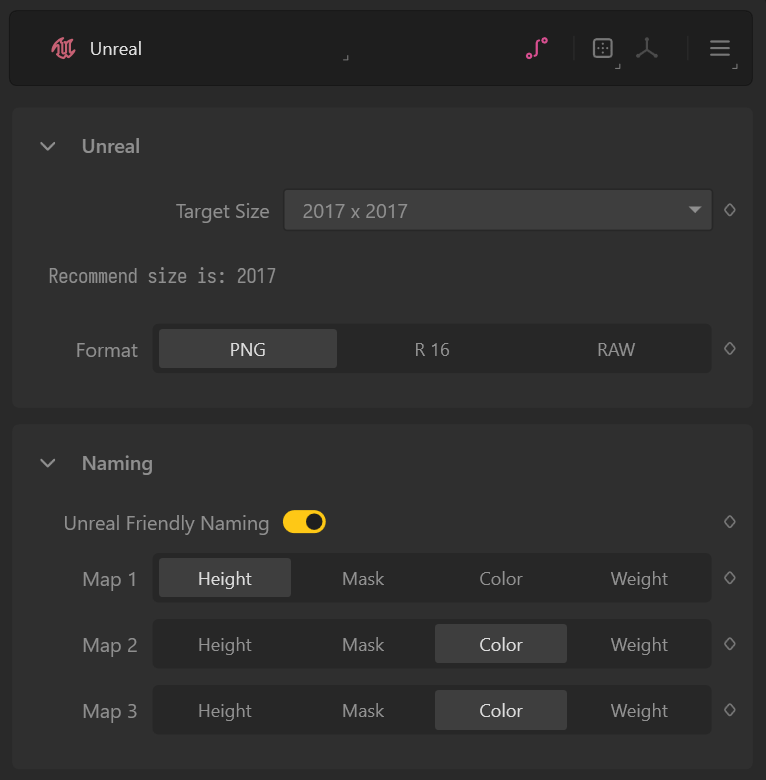 Unreal
Unreal
Target Size 2017 x 2017
Recommend size is: 2017
Format PNG R 16 RAW
Naming
Unreal Friendly Naming
Map 1 Height Mask Color Weight
Map 2 Height Mask Color Weight
Map 3 Height Mask Color Weight